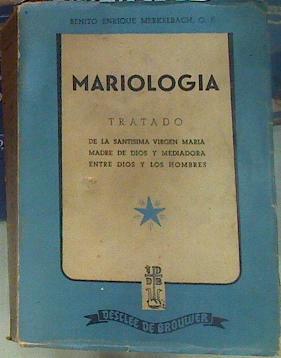 BENITO ENRIQUE MERKELBACH, O. P.
MARIOLOGIA
TRATADO
DE LA SANTISIMA VIRGEN MARIA
MADRE DE DIOS Y MEDIADORA
ENTRE DIOS Y LOS HOMBRES
DDB
DESCLEE DE BROUWER